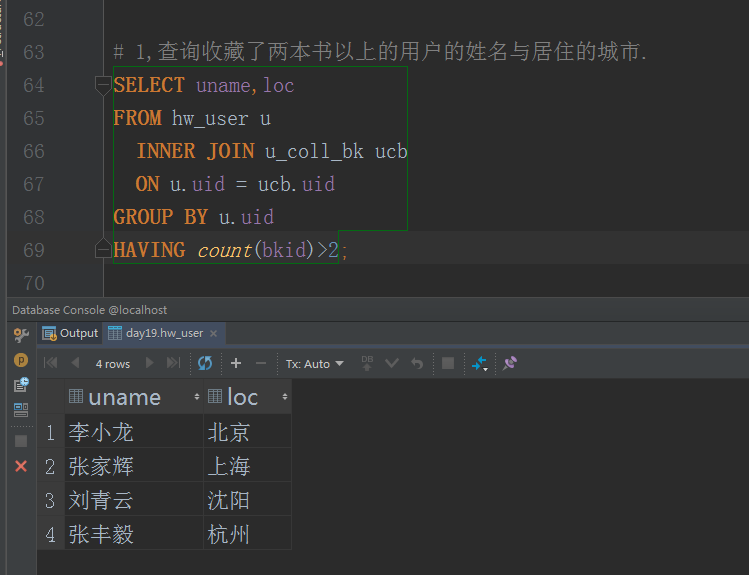 62
63 # 1,查询收藏了两本书以上的用户的姓名与居住的城市.
64 SELECT uname,loc
65 FROM hw_user u
66 INNER JOIN u_coll_bk ucb
67 ON u.uid = ucb.uid
68 GROUP BY u.uid
69 HAVING count(bkid)>2;
70
Database Console @localhost
Output day19.hw_user
4 rows Tx: Auto DB
uname loc
1 李小龙 北京
2 张家辉 上海
3 刘青云 沈阳
4 张丰毅 杭州